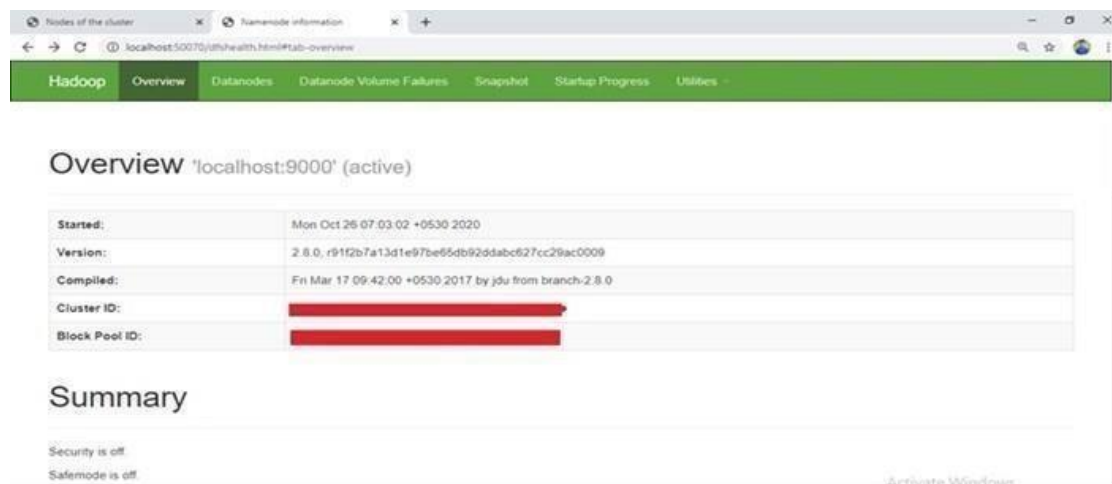 Nodes of the cluster Namenode information
localhost:50070/dfshealth.html#tab-overview
Hadoop Overview Datanodes Datanode Volume Failures Snapshot Startup Progress Utilities
Overview 'localhost:9000' (active)
Started: Mon Oct 26 07:03:02 +0530 2020
Version: 2.8.0, r91f2b7a13d1e97be65db92ddabc627cc29ac0009
Compiled: Fri Mar 17 09:42:00 +0530 2017 by jdu from branch-2.8.0
Cluster ID:
Block Pool ID:
Summary
Security is off.
Safemode is off.
Activate Windows